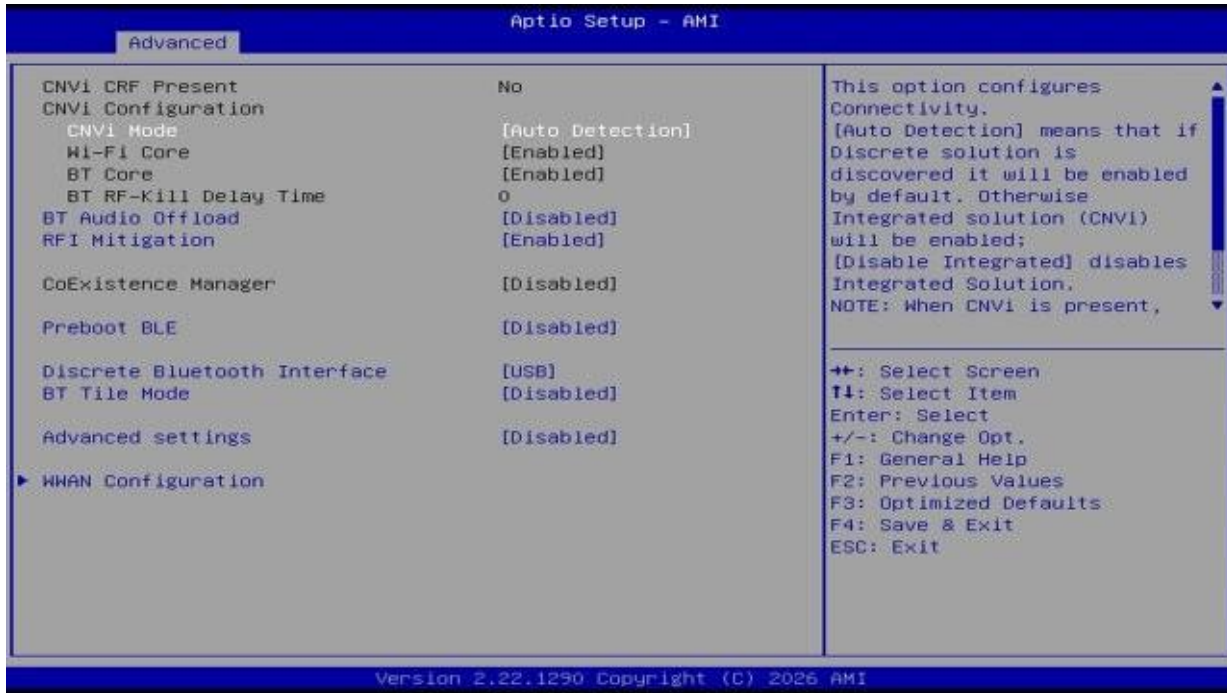 Aptio Setup - AMI
Advanced
CNVi CRF Present No
CNVi Configuration
CNVi Mode [Auto Detection]
Wi-Fi Core [Enabled]
BT Core [Enabled]
BT RF-Kill Delay Time 0
BT Audio Offload [Disabled]
RFI Mitigation [Enabled]
CoExistence Manager [Disabled]
Preboot BLE [Disabled]
Discrete Bluetooth Interface [USB]
BT Tile Mode [Disabled]
Advanced settings [Disabled]
WWAN Configuration
This option configures
Connectivity.
[Auto Detection] means that if
Discrete solution is
discovered it will be enabled
by default. Otherwise
Integrated solution (CNVi)
will be enabled;
[Disable Integrated] disables
Integrated Solution.
NOTE: When CNVi is present,
→←: Select Screen
↑↓: Select Item
Enter: Select
+/-: Change Opt.
F1: General Help
F2: Previous Values
F3: Optimized Defaults
F4: Save & Exit
ESC: Exit
Version 2.22.1290 Copyright (C) 2026 AMI